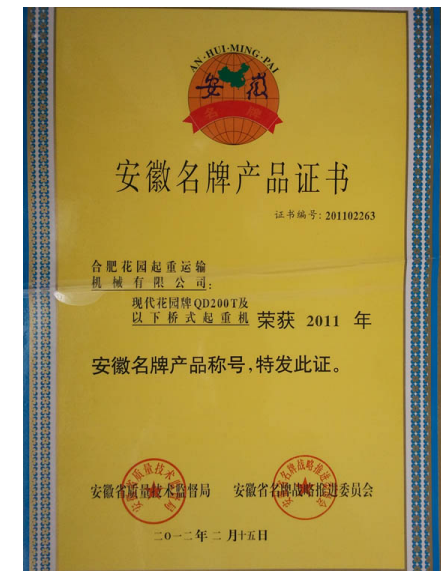 AN·HUI·MING·PAI
安徽
名牌
安徽名牌产品证书
证书编号: 201102263
合肥花园起重运输
机械有限公司:
现代花园牌QD200T及
以下桥式起重机 荣获 2011 年
安徽名牌产品称号,特发此证。
安徽省质量技术监督局 安徽省名牌战略推进委员会
二〇一二年二月十五日